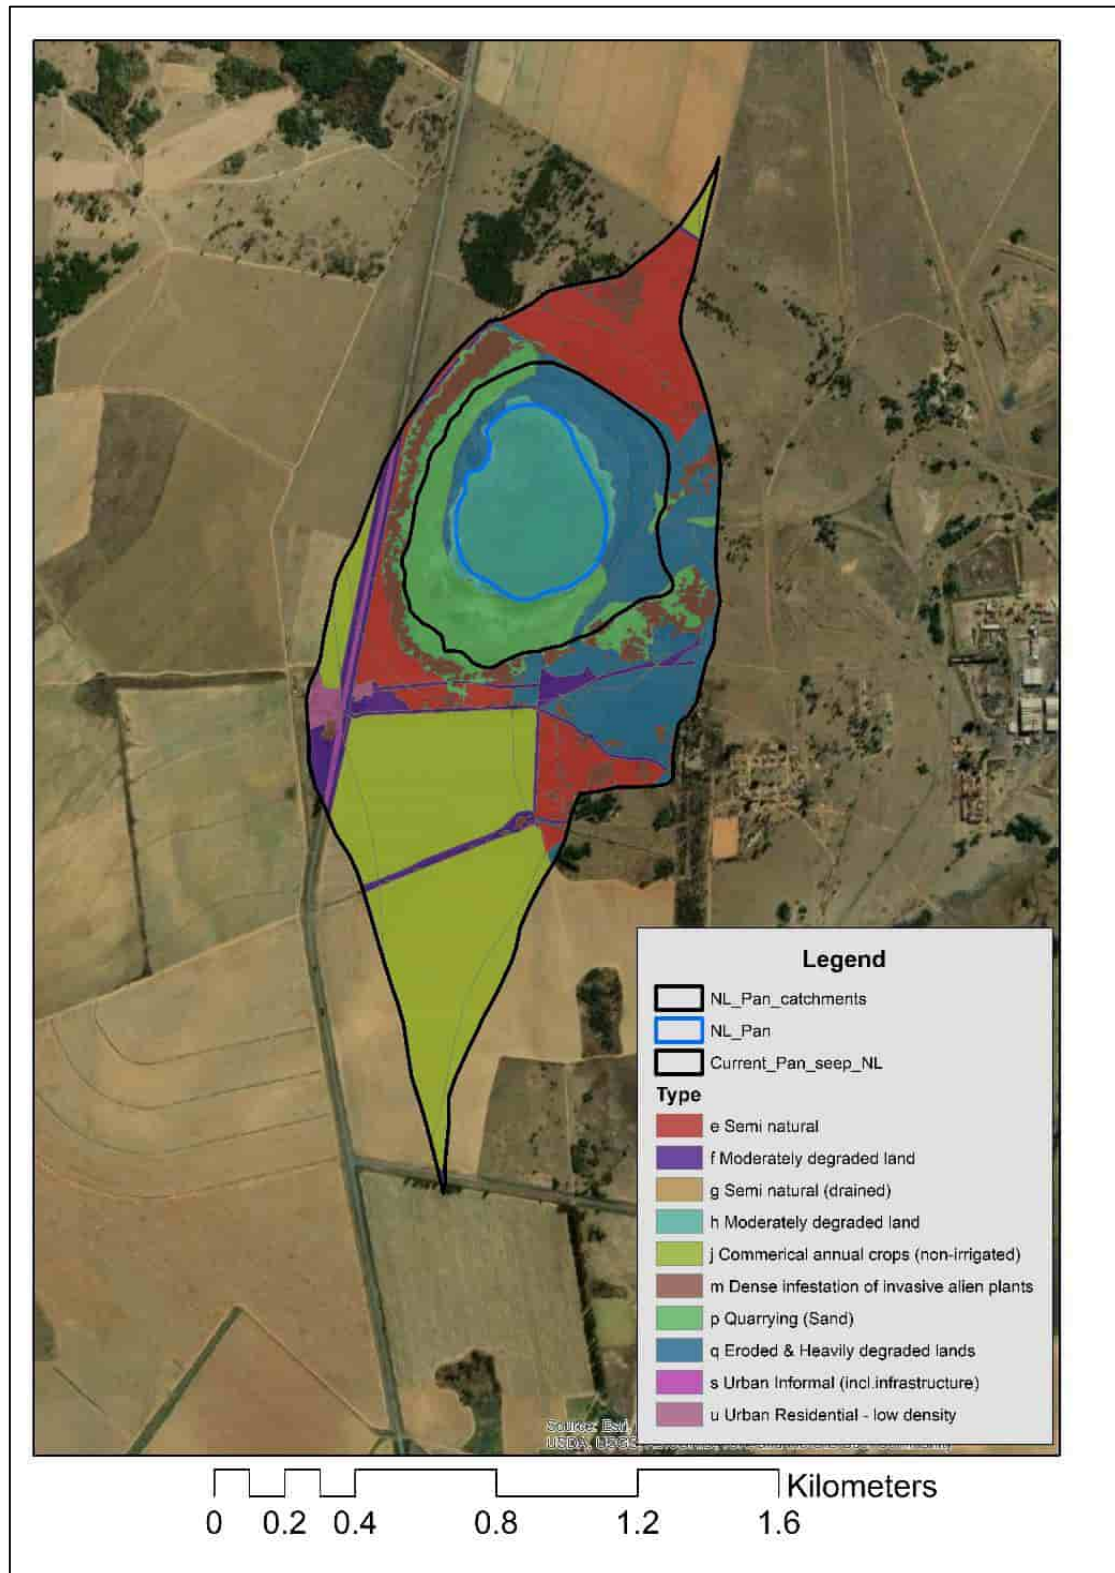 Legend
NL_Pan_catchments
NL_Pan
Current_Pan_seep_NL
Type
e Semi natural
f Moderately degraded land
g Semi natural (drained)
h Moderately degraded land
j Commerical annual crops (non-irrigated)
m Dense infestation of invasive alien plants
p Quarrying (Sand)
q Eroded & Heavily degraded lands
s Urban Informal (incl.infrastructure)
u Urban Residential - low density
Source: Esri,
USDA, USGS,
Kilometers
0 0.2 0.4 0.8 1.2 1.6